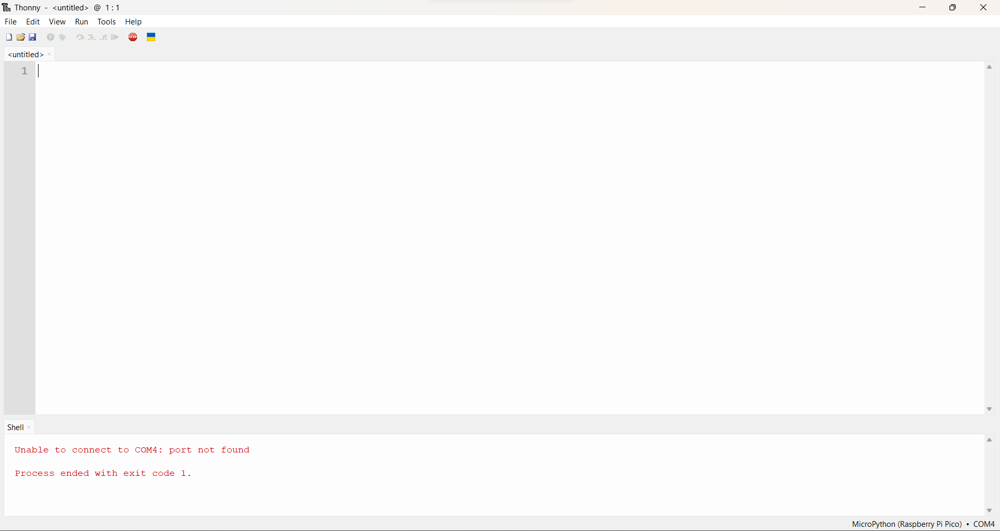 Thonny - <untitled> @ 1:1
File Edit View Run Tools Help
STOP
<untitled> ×
1
Shell ×
Unable to connect to COM4: port not found
Process ended with exit code 1.
MicroPython (Raspberry Pi Pico) • COM4